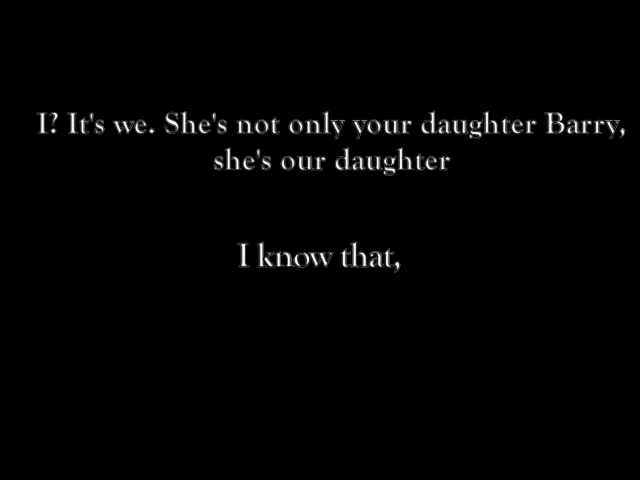 I? It's we. She's not only your daughter Barry,
she's our daughter
I know that,